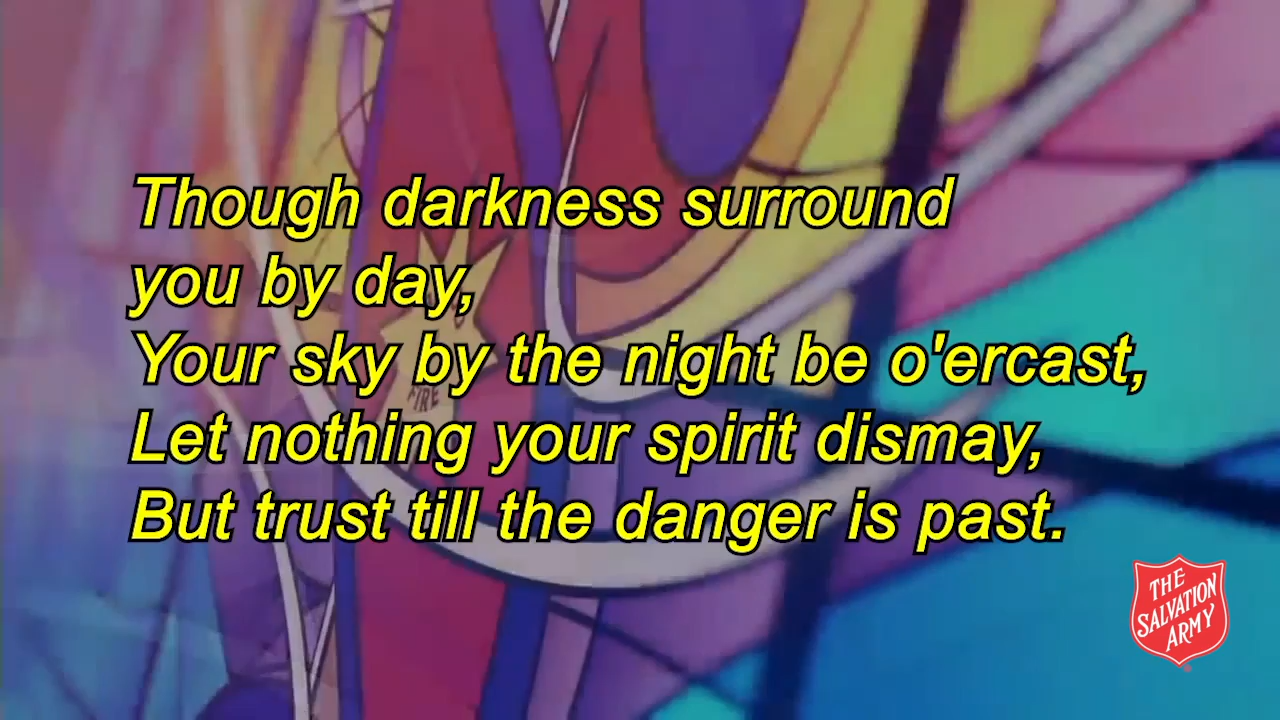 Though darkness surround
you by day,
Your sky by the night be o'ercast,
FIRE
Let nothing your spirit dismay,
But trust till the danger is past.
THE
SALVATION
ARMY